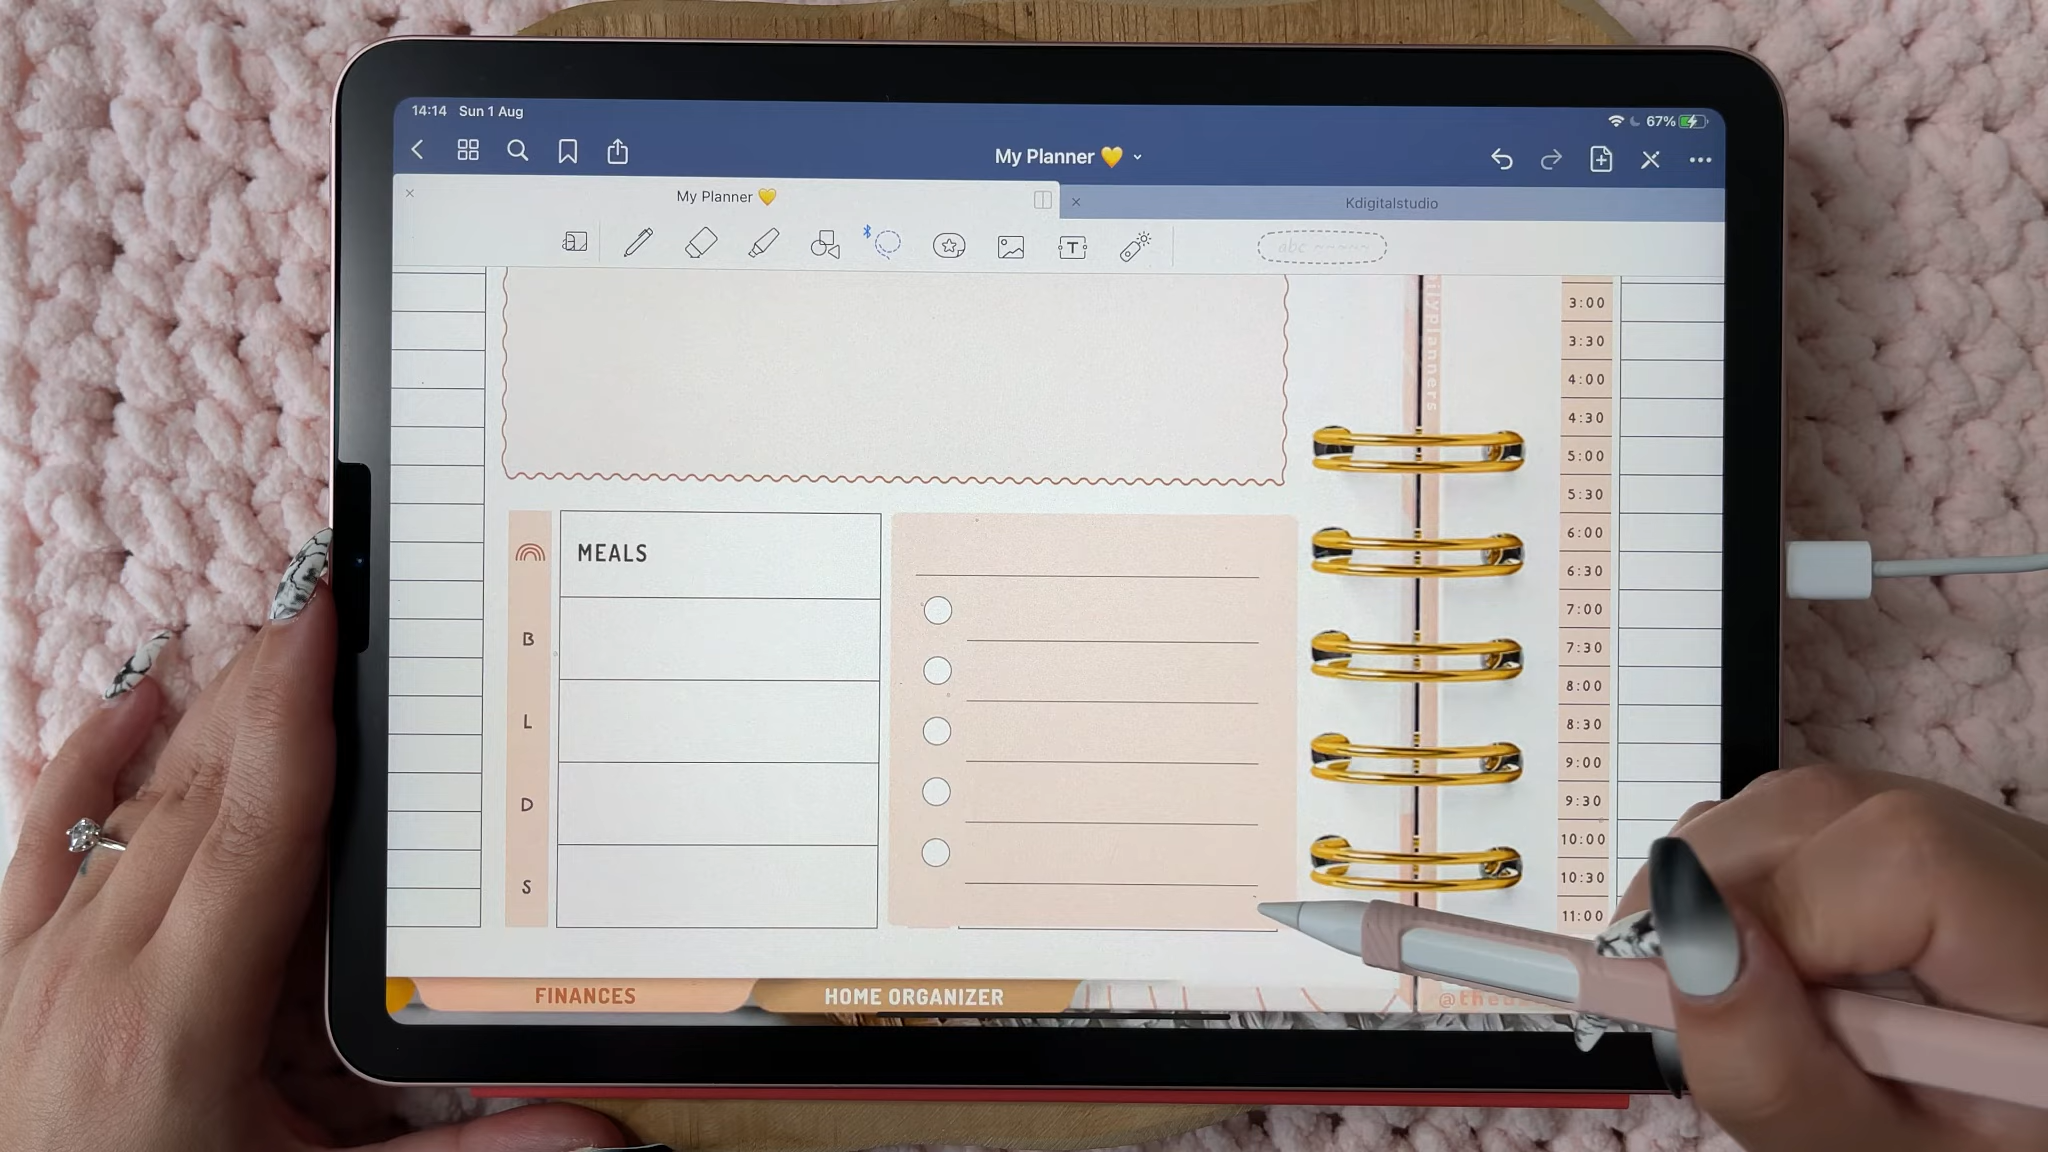 14:14 Sun 1 Aug
67%
My Planner 💛
My Planner 💛
Kdigitalstudio
T
ilyplanners
3:00
3:30
4:00
4:30
5:00
5:30
6:00
6:30
7:00
7:30
8:00
8:30
9:00
9:30
10:00
10:30
11:00
MEALS
B
L
D
S
FINANCES
HOME ORGANIZER